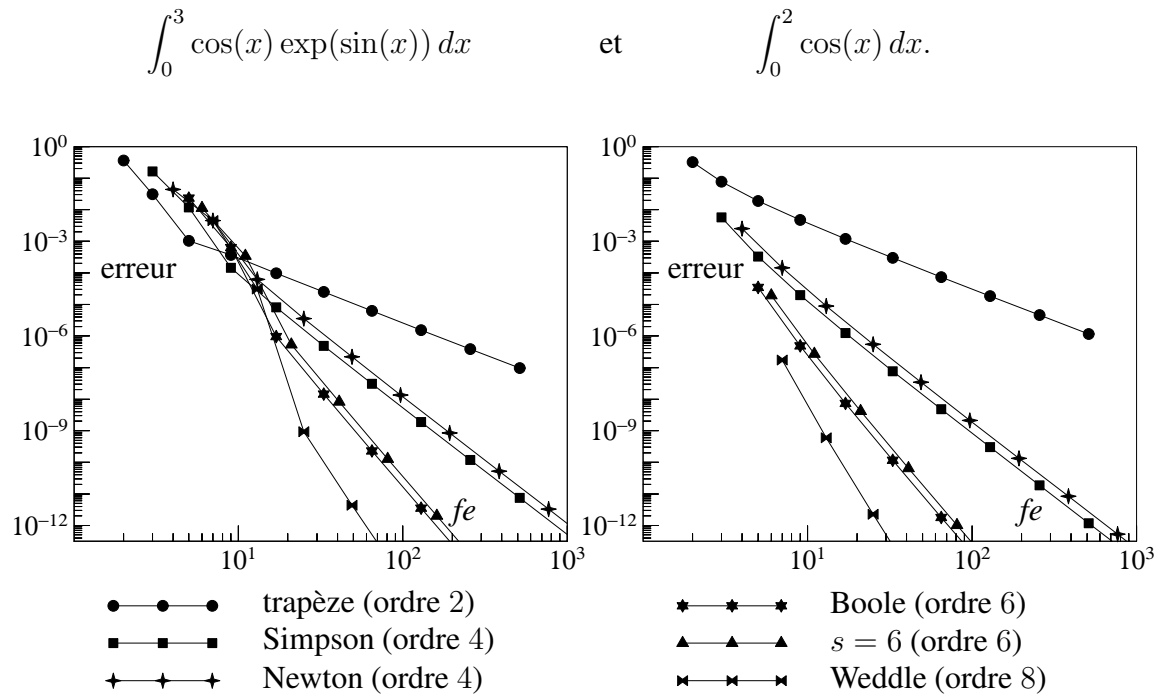 ∫₀³ cos(x) exp(sin(x)) dx et ∫₀² cos(x) dx.
10⁰
10⁻³
erreur
10⁻⁶
10⁻⁹
fe
10⁻¹²
10¹ 10² 10³
10⁰
10⁻³
erreur
10⁻⁶
10⁻⁹
fe
10⁻¹²
10¹ 10² 10³
trapèze (ordre 2)
Simpson (ordre 4)
Newton (ordre 4)
Boole (ordre 6)
s = 6 (ordre 6)
Weddle (ordre 8)